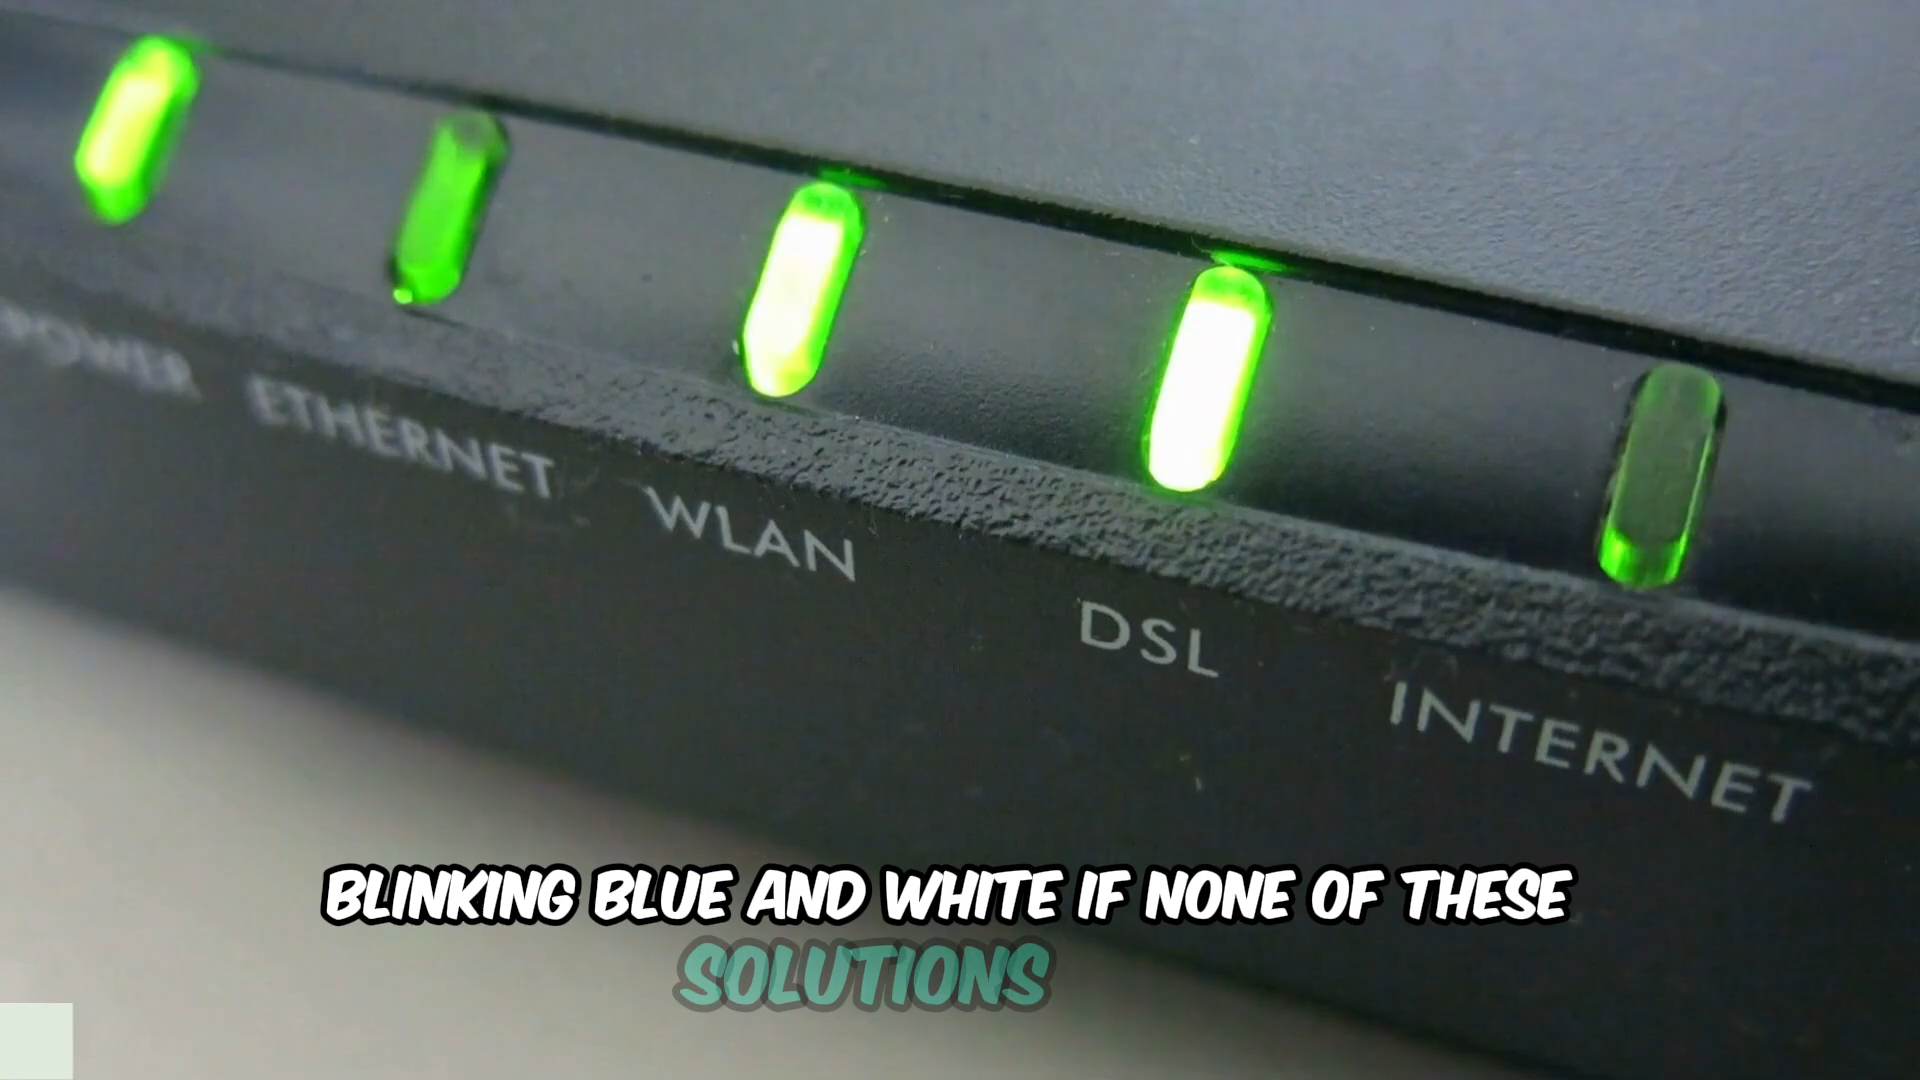 POWER
ETHERNET
WLAN
DSL
INTERNET
BLINKING BLUE AND WHITE IF NONE OF THESE
SOLUTIONS